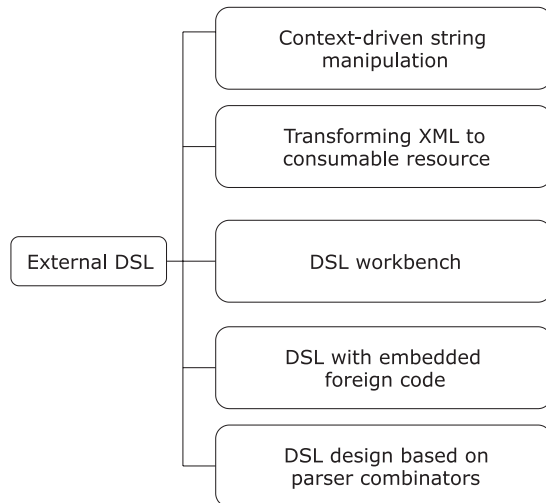 Context-driven string
manipulation
Transforming XML to
consumable resource
External DSL
DSL workbench
DSL with embedded
foreign code
DSL design based on
parser combinators